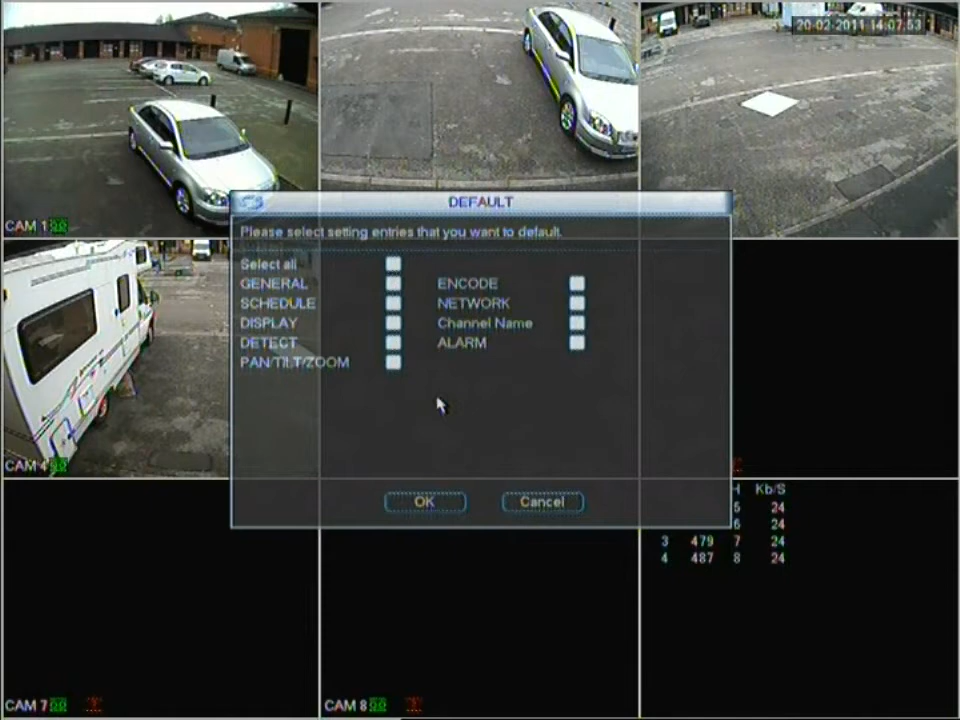 20-02-2011 14:07:53
CAM 1
DEFAULT
Please select setting entries that you want to default.
Select all
GENERAL ENCODE
SCHEDULE NETWORK
DISPLAY Channel Name
DETECT ALARM
PAN/TILT/ZOOM
CAM 4
OK Cancel
H Kb/S
5 24
6 24
3 479 7 24
4 487 8 24
CAM 7
CAM 8